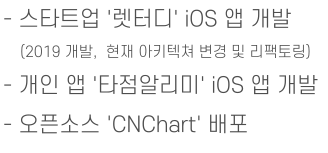 - 스타트업 '렛터디' iOS 앱 개발
(2019 개발, 현재 아키텍쳐 변경 및 리팩토링)
- 개인 앱 '타점알리미' iOS 앱 개발
- 오픈소스 'CNChart' 배포